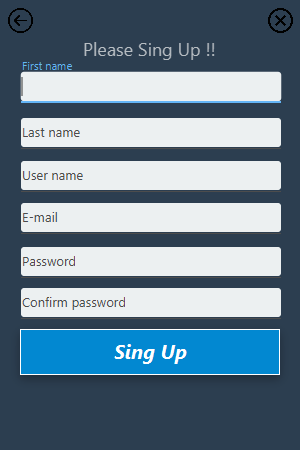 Please Sing Up !!
First name
Last name
User name
E-mail
Password
Confirm password
Sing Up